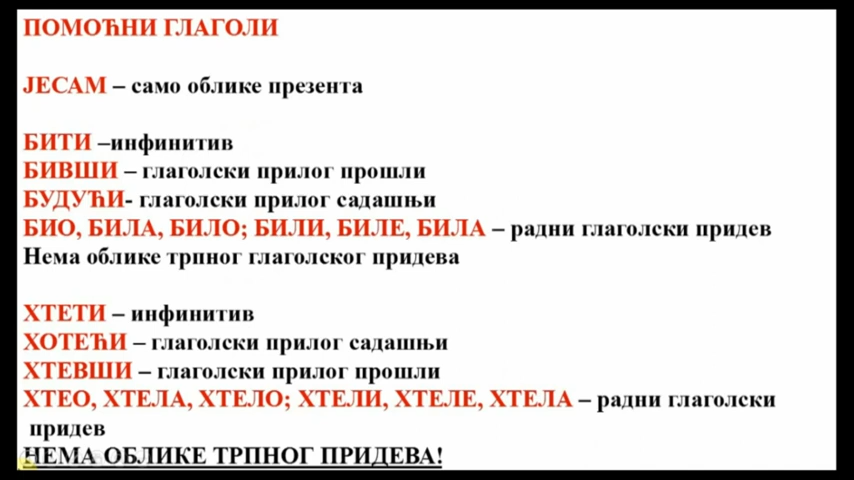 ПОМОЋНИ ГЛАГОЛИ
ЈЕСАМ – само облике презента
БИТИ –инфинитив
БИВШИ – глаголски прилог прошли
БУДУЋИ- глаголски прилог садашњи
БИО, БИЛА, БИЛО; БИЛИ, БИЛЕ, БИЛА – радни глаголски придев
Нема облике трпног глаголског придева
ХТЕТИ – инфинитив
ХОТЕЋИ – глаголски прилог садашњи
ХТЕВШИ – глаголски прилог прошли
ХТЕО, ХТЕЛА, ХТЕЛО; ХТЕЛИ, ХТЕЛЕ, ХТЕЛА – радни глаголски
придев
НЕМА ОБЛИКЕ ТРПНОГ ПРИДЕВА!